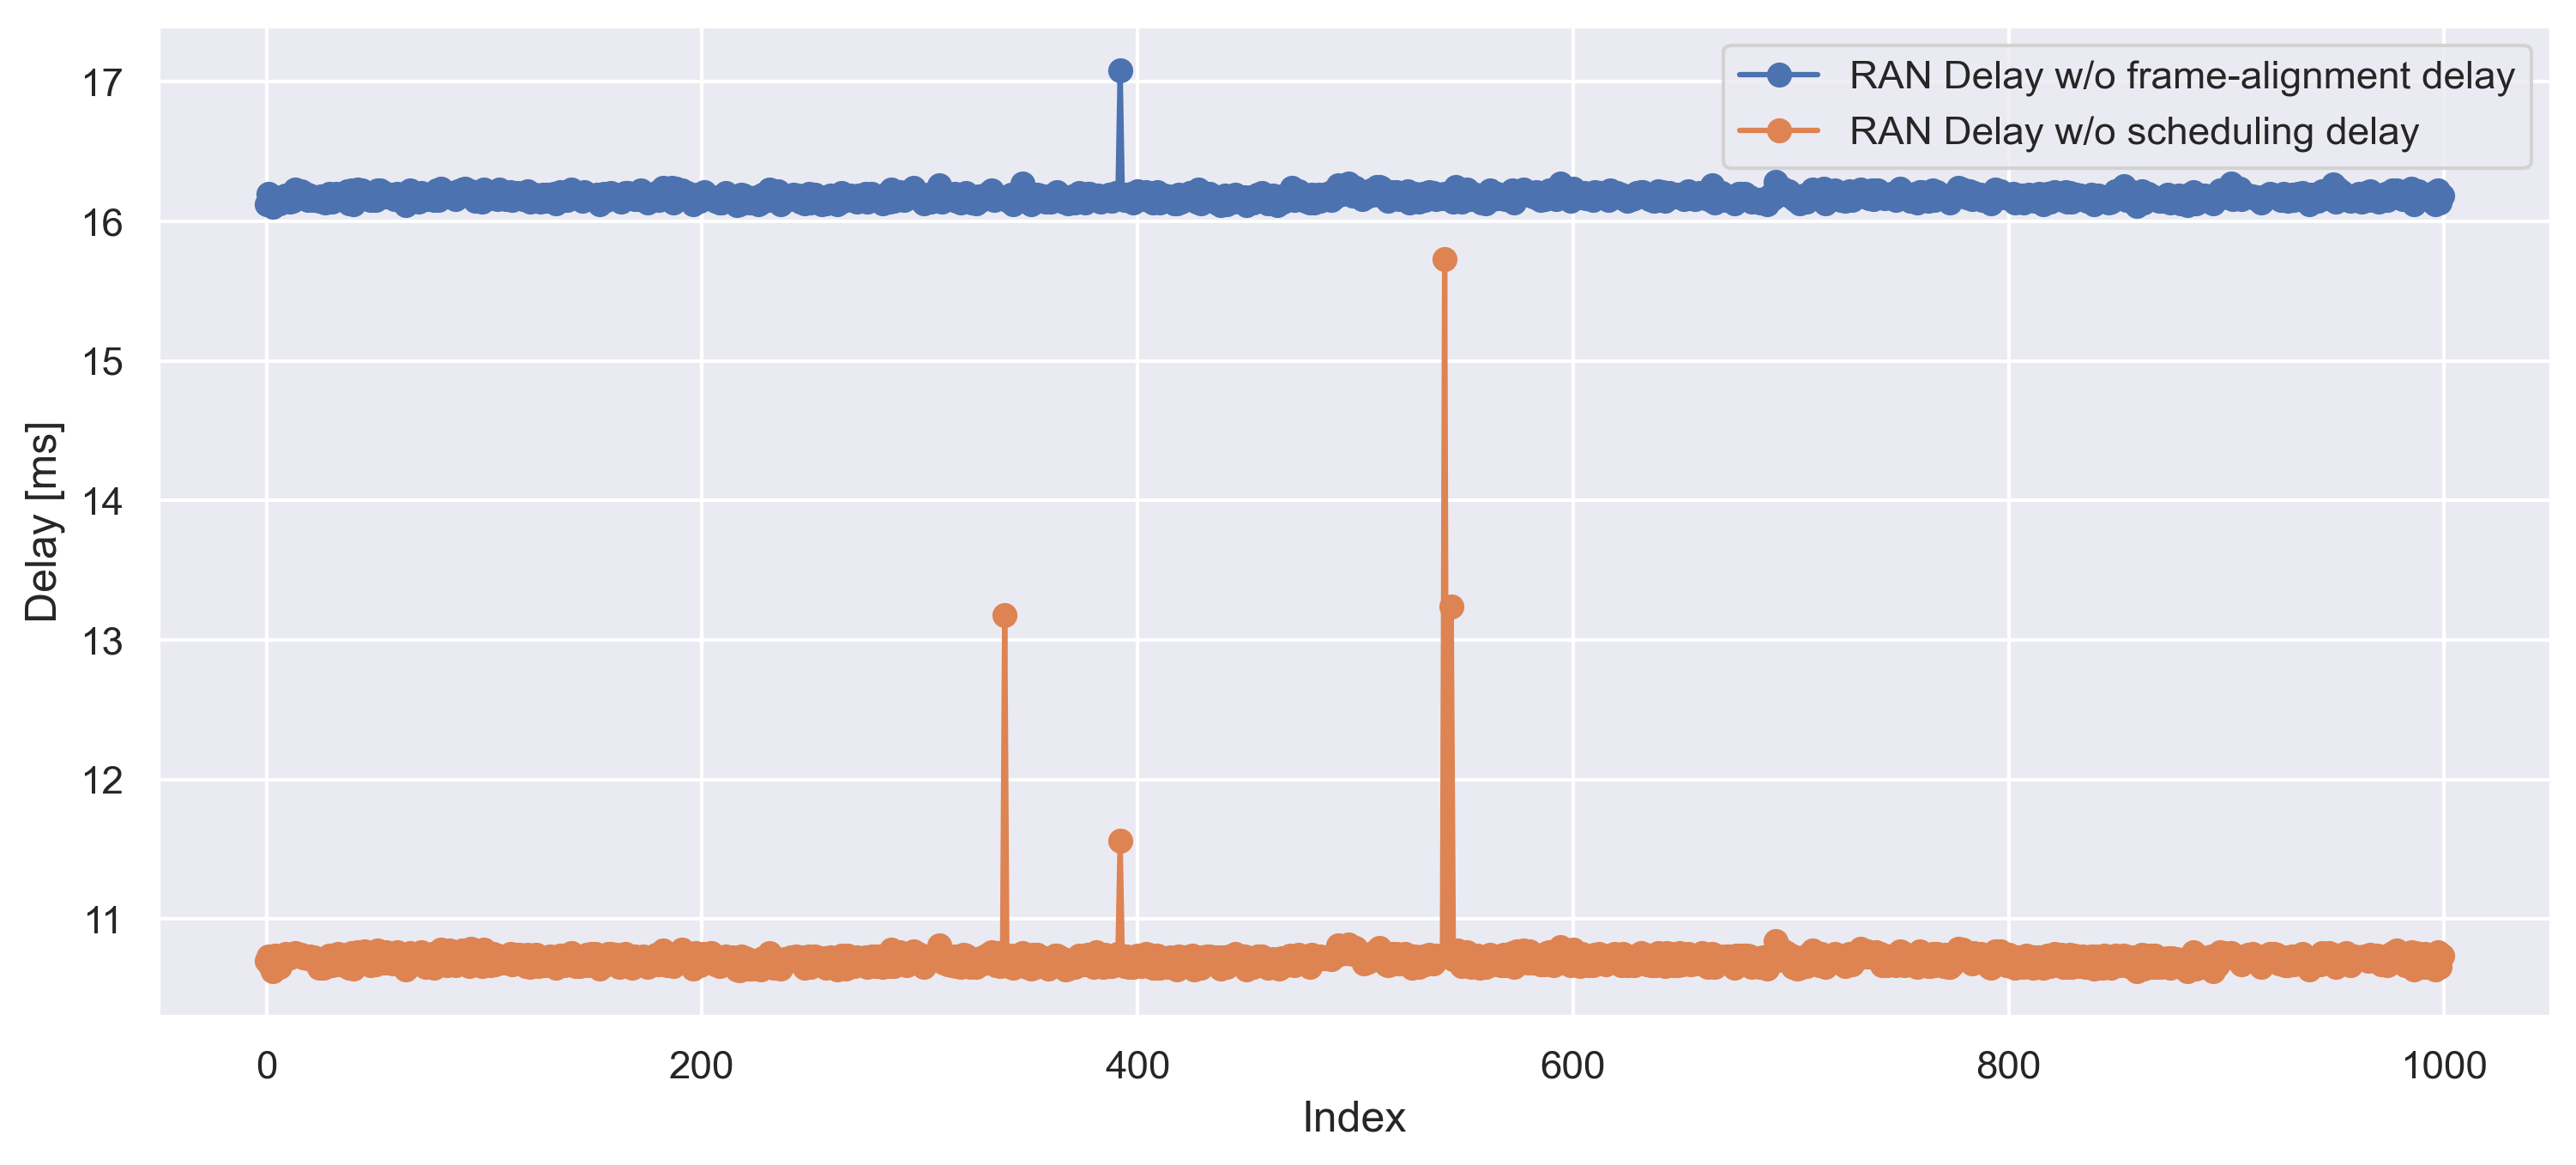 RAN Delay w/o frame-alignment delay
RAN Delay w/o scheduling delay
17
16
15
14
13
12
11
Delay [ms]
0 200 400 600 800 1000
Index